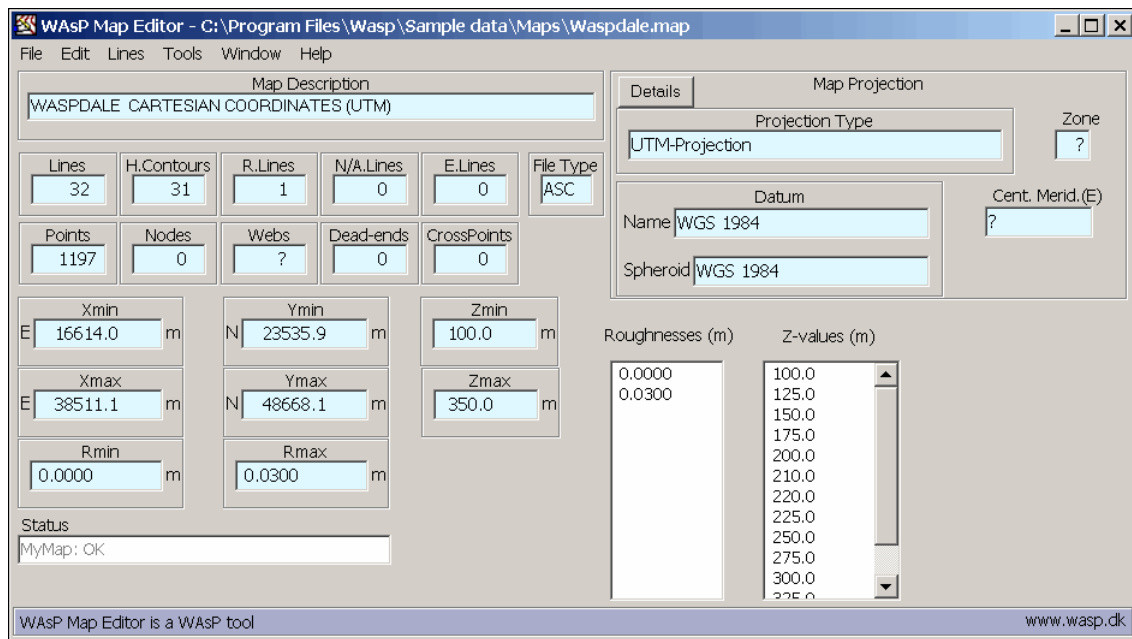 WAsP Map Editor - C:\Program Files\Wasp\Sample data\Maps\Waspdale.map
File Edit Lines Tools Window Help
Map Description
WASPDALE CARTESIAN COORDINATES (UTM)
Details
Map Projection
Projection Type
UTM-Projection
Zone
?
Lines
32
H.Contours
31
R.Lines
1
N/A.Lines
0
E.Lines
0
File Type
ASC
Datum
Name WGS 1984
Spheroid WGS 1984
Cent. Merid.(E)
?
Points
1197
Nodes
0
Webs
?
Dead-ends
0
CrossPoints
0
Xmin
E 16614.0 m
Ymin
N 23535.9 m
Zmin
100.0 m
Xmax
E 38511.1 m
Ymax
N 48668.1 m
Zmax
350.0 m
Rmin
0.0000 m
Rmax
0.0300 m
Roughnesses (m)
0.0000
0.0300
Z-values (m)
100.0
125.0
150.0
175.0
200.0
210.0
220.0
225.0
250.0
275.0
300.0
325.0
Status
MyMap: OK
WAsP Map Editor is a WAsP tool
www.wasp.dk